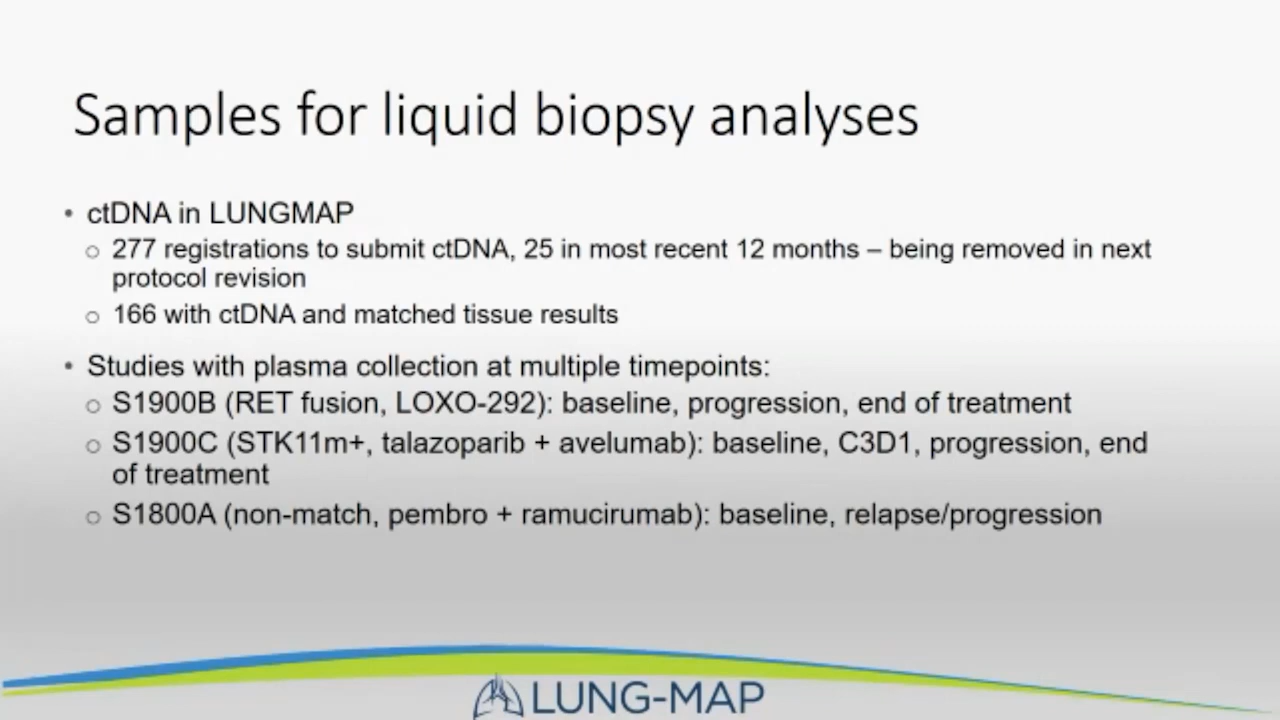 Samples for liquid biopsy analyses
• ctDNA in LUNGMAP
o 277 registrations to submit ctDNA, 25 in most recent 12 months – being removed in next
protocol revision
o 166 with ctDNA and matched tissue results
• Studies with plasma collection at multiple timepoints:
o S1900B (RET fusion, LOXO-292): baseline, progression, end of treatment
o S1900C (STK11m+, talazoparib + avelumab): baseline, C3D1, progression, end
of treatment
o S1800A (non-match, pembro + ramucirumab): baseline, relapse/progression
LUNG-MAP